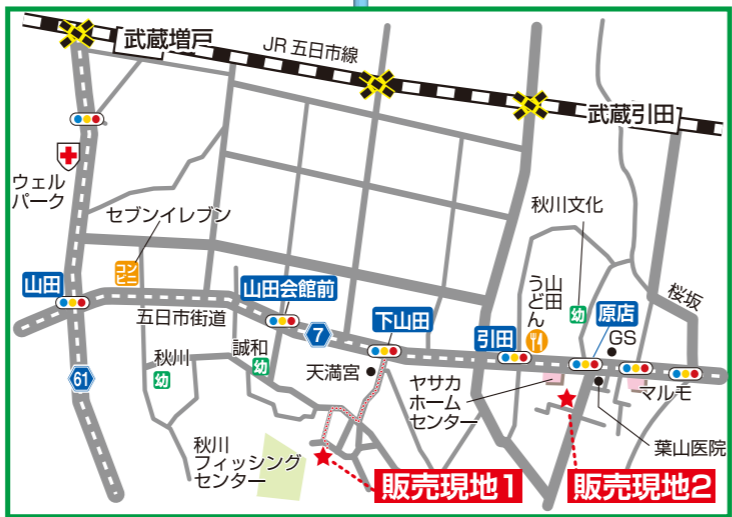 武蔵増戸
JR 五日市線
武蔵引田
ウェル
パーク
セブンイレブン
コン
ビニ
秋川文化
幼
山田
山田会館前
五日市街道
7
下山田
引田
山田
うどん
原店
GS
桜坂
61
秋川
幼
誠和
幼
天満宮
ヤサカ
ホーム
センター
マルモ
葉山医院
秋川
フィッシング
センター
販売現地1
販売現地2